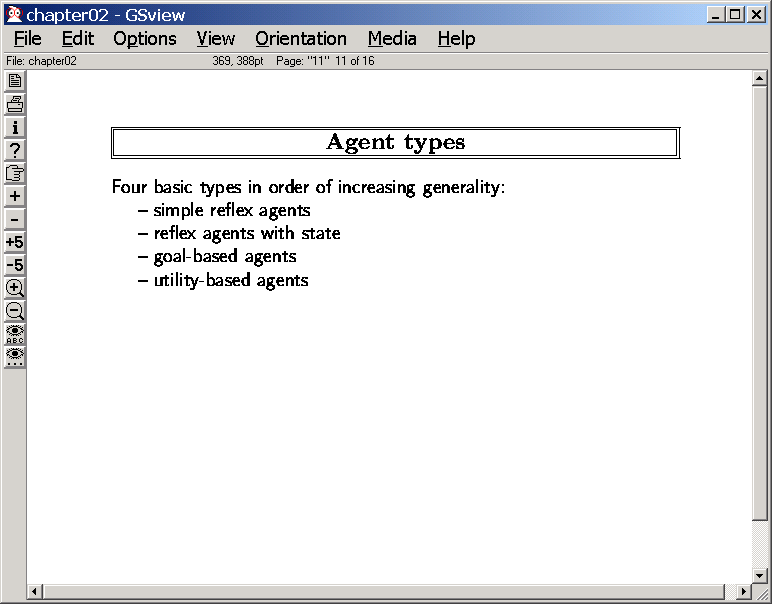 chapter02 - GSview
File Edit Options View Orientation Media Help
File: chapter02 369, 388pt Page: "11" 11 of 16
i
?
+
-
+5
-5
ABC
Agent types
Four basic types in order of increasing generality:
– simple reflex agents
– reflex agents with state
– goal-based agents
– utility-based agents